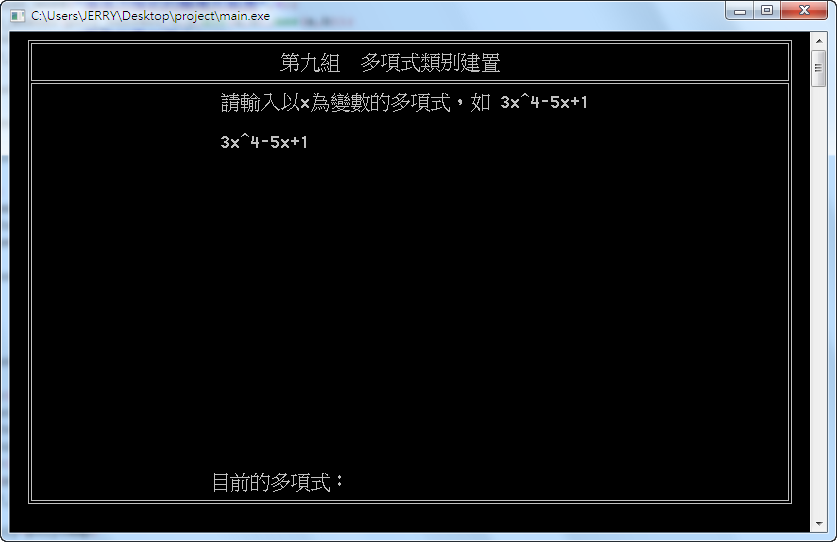 C:\Users\JERRY\Desktop\project\main.exe
第九組　多項式類別建置
請輸入以x為變數的多項式，如 3x^4-5x+1
3x^4-5x+1
目前的多項式：